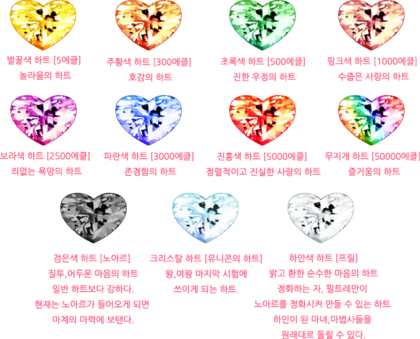 벌꿀색 하트 [5에클]
놀라움의 하트
주황색 하트 [300에클]
호감의 하트
초록색 하트 [500에클]
진한 우정의 하트
핑크색 하트 [1000에클]
수줍은 사랑의 하트
보라색 하트 [2500에클]
죄없는 욕망의 하트
파란색 하트 [3000에클]
존경함의 하트
진홍색 하트 [5000에클]
정렬적이고 진실한 사랑의 하트
무지개 하트 [50000에클]
즐거움의 하트
검은색 하트 [노아르]
질투,어두운 마음의 하트
일반 하트보다 강하다.
현재는 노아르가 들어오게 되면
마계의 마력에 보탠다.
크리스탈 하트 [유니콘의 하트]
왕,여왕 마지막 시험에
쓰이게 되는 하트.
하얀색 하트 [프릴]
밝고 환한 순수한 마음의 하트
정화하는 자, 필트레만이
노아르를 정화시켜 만들 수 있는 하트
하인이 된 마녀,마법사들을
원래대로 돌릴 수 있다.